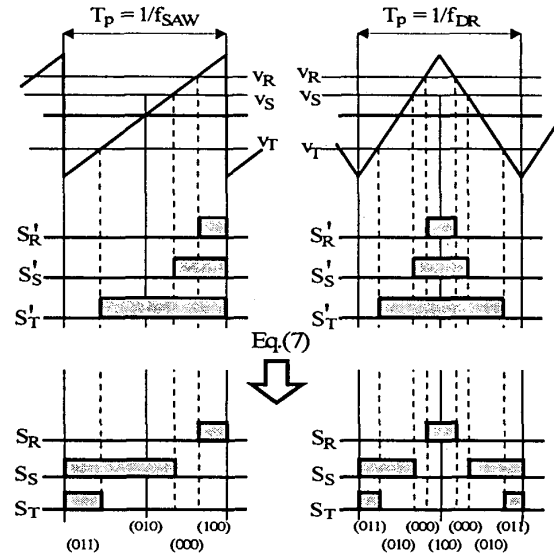 Tp = 1/fSAW
Tp = 1/fDR
vR
vS
vT
vR
vS
vT
S'R
S'S
S'T
S'R
S'S
S'T
Eq.(7)
SR
SS
ST
(011)
(010)
(000)
(100)
SR
SS
ST
(011)
(010)
(000)
(100)
(000)
(010)
(011)